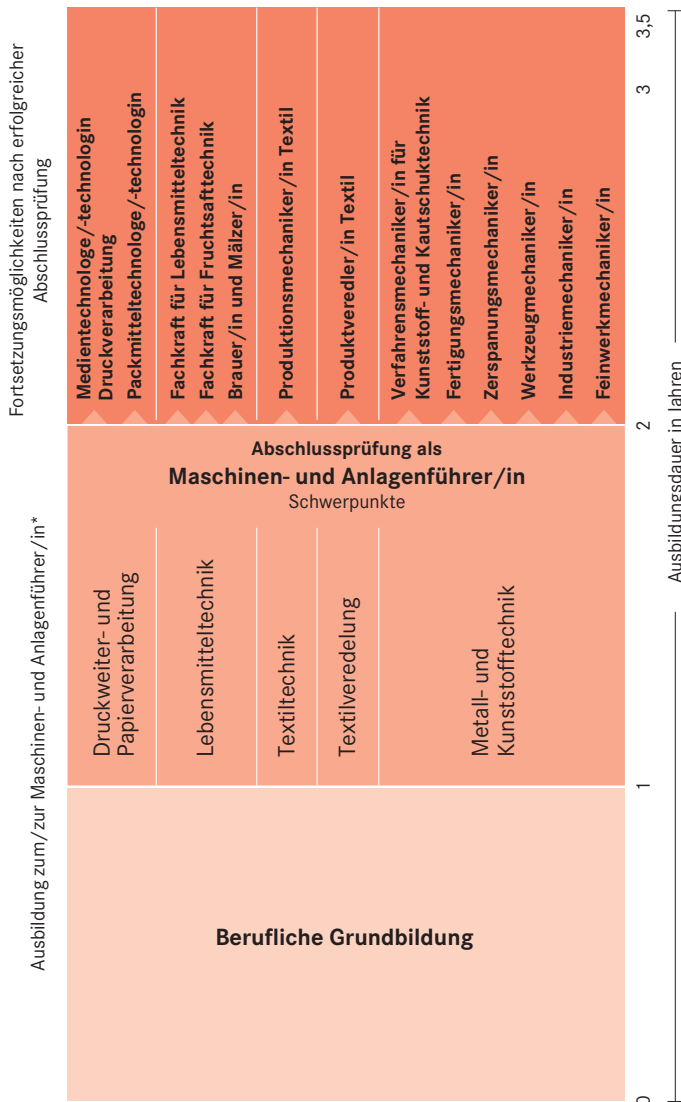 Fortsetzungsmöglichkeiten nach erfolgreicher
Abschlussprüfung
Medientechnologe/-technologin
Druckverarbeitung
Packmitteltechnologe/-technologin
Fachkraft für Lebensmitteltechnik
Fachkraft für Fruchtsafttechnik
Brauer/in und Mälzer/in
Produktionsmechaniker/in Textil
Produktveredler/in Textil
Verfahrensmechaniker/in für
Kunststoff- und Kautschuktechnik
Fertigungsmechaniker/in
Zerspanungsmechaniker/in
Werkzeugmechaniker/in
Industriemechaniker/in
Feinwerkmechaniker/in
Abschlussprüfung als
Maschinen- und Anlagenführer/in
Schwerpunkte
Ausbildung zum/zur Maschinen- und Anlagenführer/in*
Druckweiter- und
Papierverarbeitung
Lebensmitteltechnik
Textiltechnik
Textilveredelung
Metall- und
Kunststofftechnik
Berufliche Grundbildung
0
1
2
3
3,5
Ausbildungsdauer in Jahren